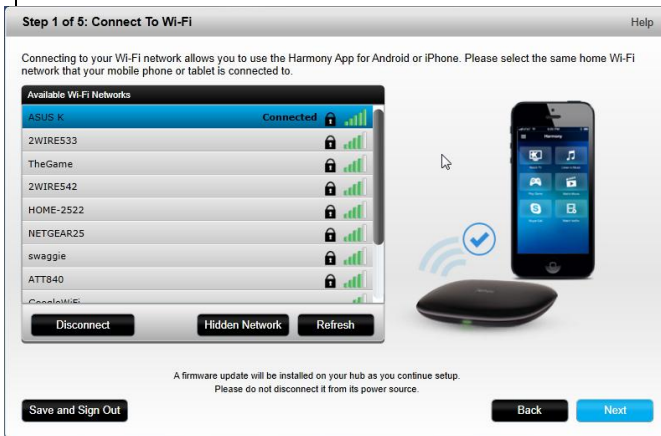 Step 1 of 5: Connect To Wi-Fi
Help
Connecting to your Wi-Fi network allows you to use the Harmony App for Android or iPhone. Please select the same home Wi-Fi
network that your mobile phone or tablet is connected to.
Available Wi-Fi Networks
ASUS K Connected
2WIRE533
TheGame
2WIRE542
HOME-2522
NETGEAR25
swaggie
ATT840
GoogleWiFi
Disconnect
Hidden Network
Refresh
Harmony
A firmware update will be installed on your hub as you continue setup.
Please do not disconnect it from its power source.
Save and Sign Out
Back
Next